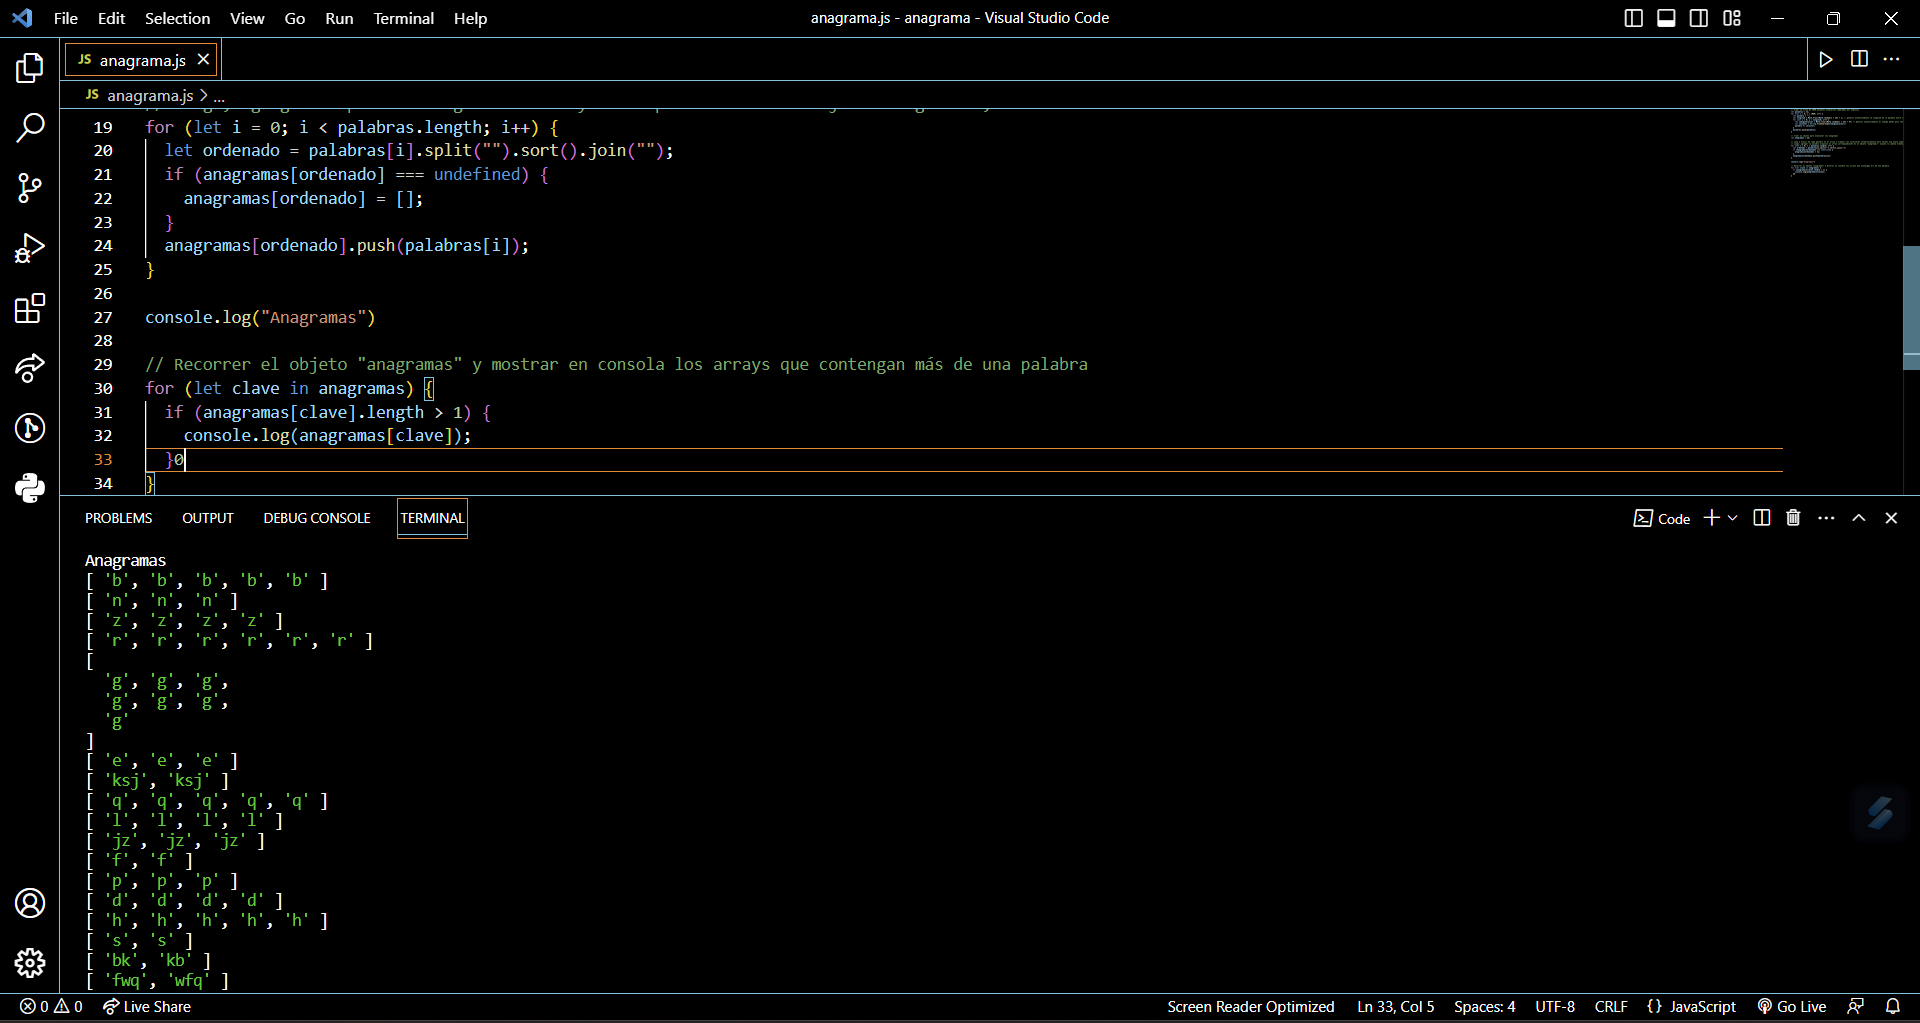 File Edit Selection View Go Run Terminal Help
anagrama.js - anagrama - Visual Studio Code
JS anagrama.js
JS anagrama.js > ...
19 for (let i = 0; i < palabras.length; i++) {
20 let ordenado = palabras[i].split("").sort().join("");
21 if (anagramas[ordenado] === undefined) {
22 anagramas[ordenado] = [];
23 }
24 anagramas[ordenado].push(palabras[i]);
25 }
26
27 console.log("Anagramas")
28
29 // Recorrer el objeto "anagramas" y mostrar en consola los arrays que contengan más de una palabra
30 for (let clave in anagramas) {
31 if (anagramas[clave].length > 1) {
32 console.log(anagramas[clave]);
33 }0
34 }
PROBLEMS OUTPUT DEBUG CONSOLE TERMINAL
Code
Anagramas
[ 'b', 'b', 'b', 'b', 'b' ]
[ 'n', 'n', 'n' ]
[ 'z', 'z', 'z', 'z' ]
[ 'r', 'r', 'r', 'r', 'r', 'r' ]
[
'g', 'g', 'g',
'g', 'g', 'g',
'g'
]
[ 'e', 'e', 'e' ]
[ 'ksj', 'ksj' ]
[ 'q', 'q', 'q', 'q', 'q' ]
[ 'l', 'l', 'l', 'l' ]
[ 'jz', 'jz', 'jz' ]
[ 'f', 'f' ]
[ 'p', 'p', 'p' ]
[ 'd', 'd', 'd', 'd' ]
[ 'h', 'h', 'h', 'h', 'h' ]
[ 's', 's' ]
[ 'bk', 'kb' ]
[ 'fwq', 'wfq' ]
0 0 Live Share
Screen Reader Optimized Ln 33, Col 5 Spaces: 4 UTF-8 CRLF {} JavaScript Go Live